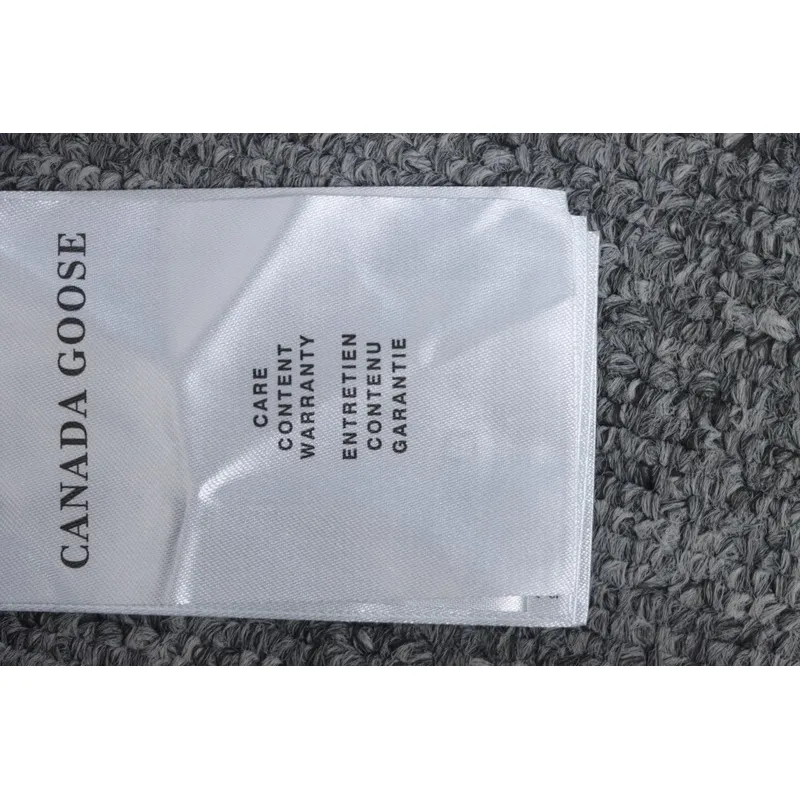 CANADA GOOSE
CARE
CONTENT
WARRANTY
ENTRETIEN
CONTENU
GARANTIE